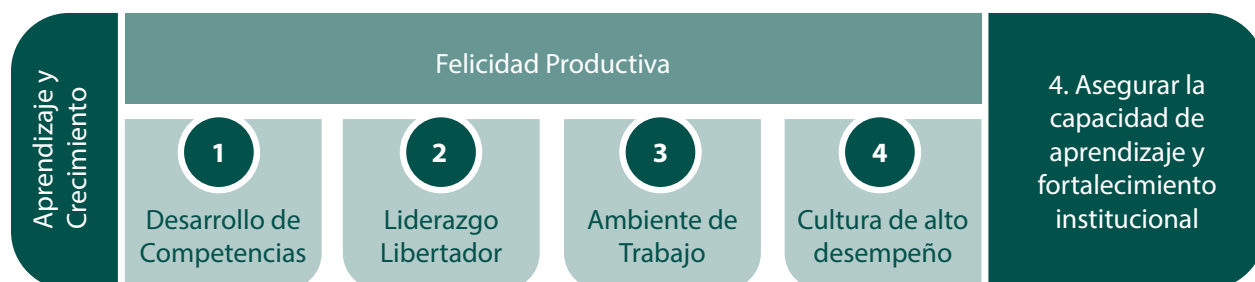 Aprendizaje y
Crecimiento
Felicidad Productiva
1
Desarrollo de
Competencias
2
Liderazgo
Libertador
3
Ambiente de
Trabajo
4
Cultura de alto
desempeño
4. Asegurar la
capacidad de
aprendizaje y
fortalecimiento
institucional